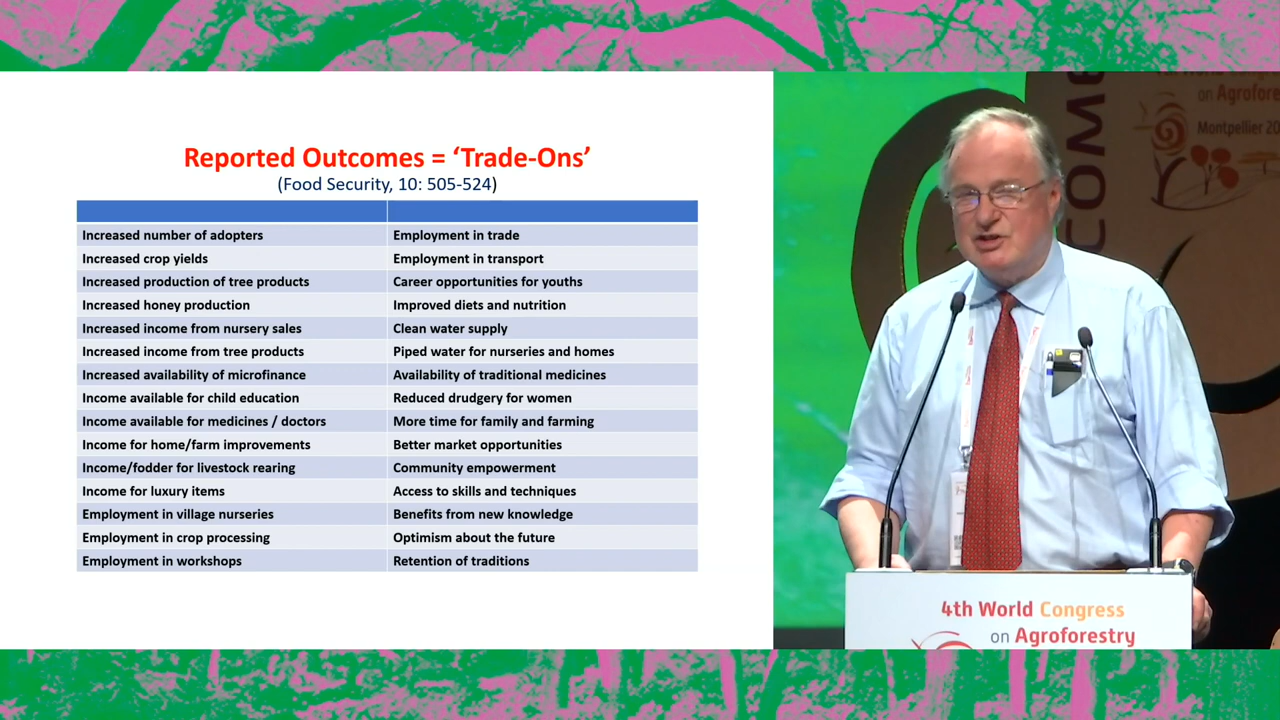 Reported Outcomes = ‘Trade-Ons’
(Food Security, 10: 505-524)
Increased number of adopters
Employment in trade
Increased crop yields
Employment in transport
Increased production of tree products
Career opportunities for youths
Increased honey production
Improved diets and nutrition
Increased income from nursery sales
Clean water supply
Increased income from tree products
Piped water for nurseries and homes
Increased availability of microfinance
Availability of traditional medicines
Income available for child education
Reduced drudgery for women
Income available for medicines / doctors
More time for family and farming
Income for home/farm improvements
Better market opportunities
Income/fodder for livestock rearing
Community empowerment
Income for luxury items
Access to skills and techniques
Employment in village nurseries
Benefits from new knowledge
Employment in crop processing
Optimism about the future
Employment in workshops
Retention of traditions
on
Montpellier
4th World Congress
on Agroforestry